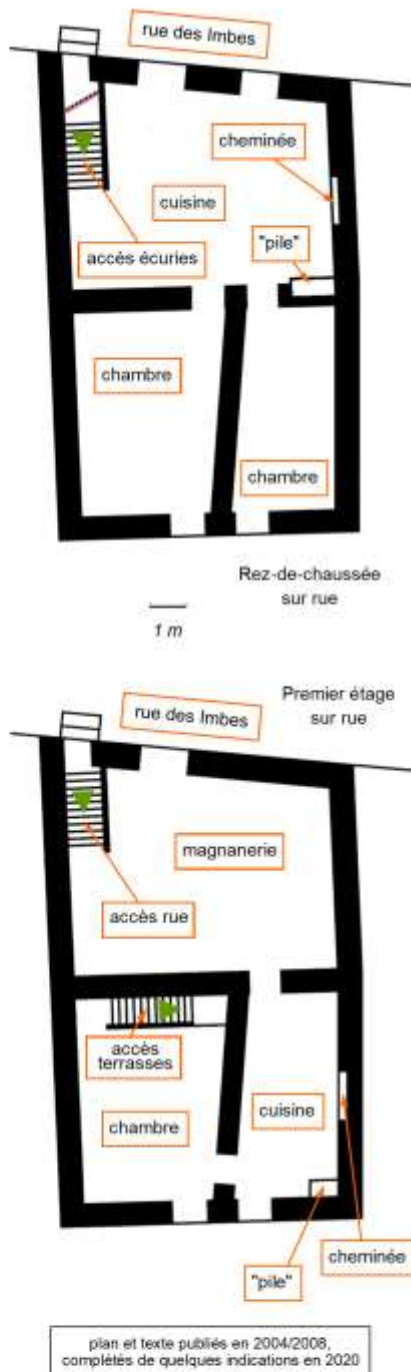 rue des Imbes
cheminée
cuisine
"pile"
accès écuries
chambre
chambre
Rez-de-chaussée
sur rue
1 m
Premier étage
sur rue
rue des Imbes
magnanerie
accès rue
accès
terrasses
cuisine
chambre
cheminée
"pile"
plan et texte publiés en 2004/2008,
complétés de quelques indications en 2020